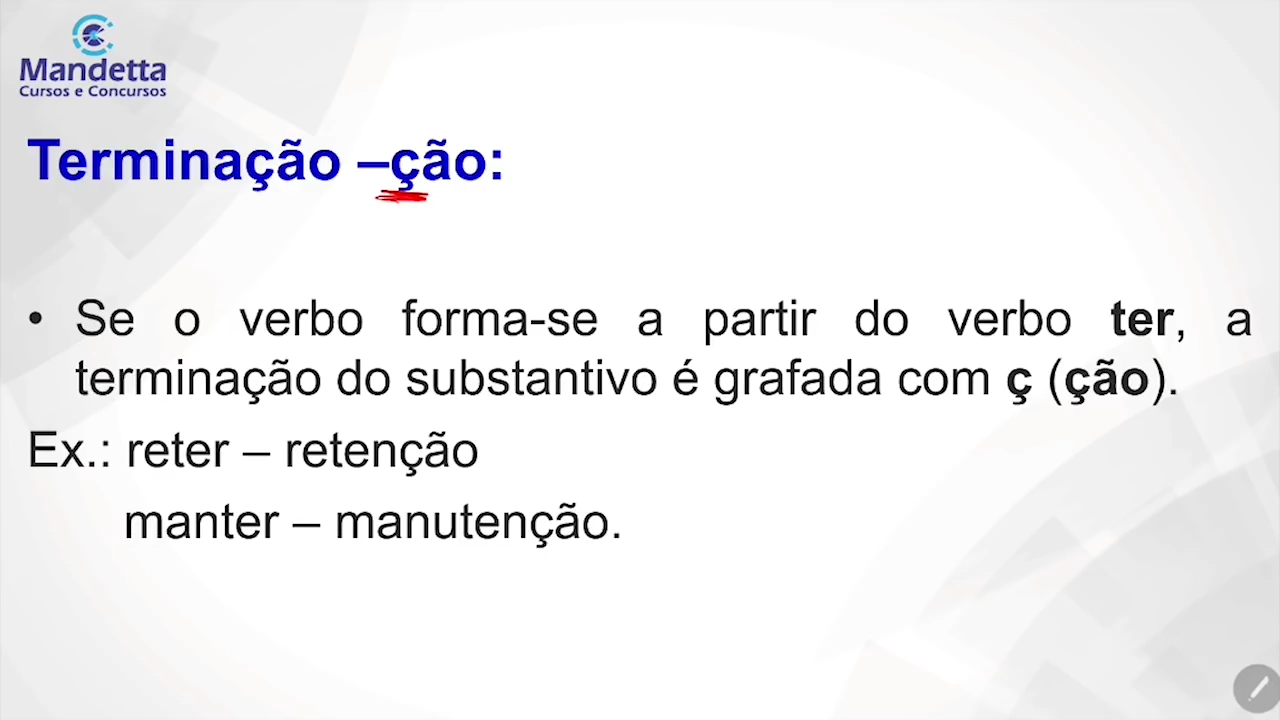 Mandetta
Cursos e Concursos
Terminação –ção:
• Se o verbo forma-se a partir do verbo ter, a
terminação do substantivo é grafada com ç (ção).
Ex.: reter – retenção
manter – manutenção.